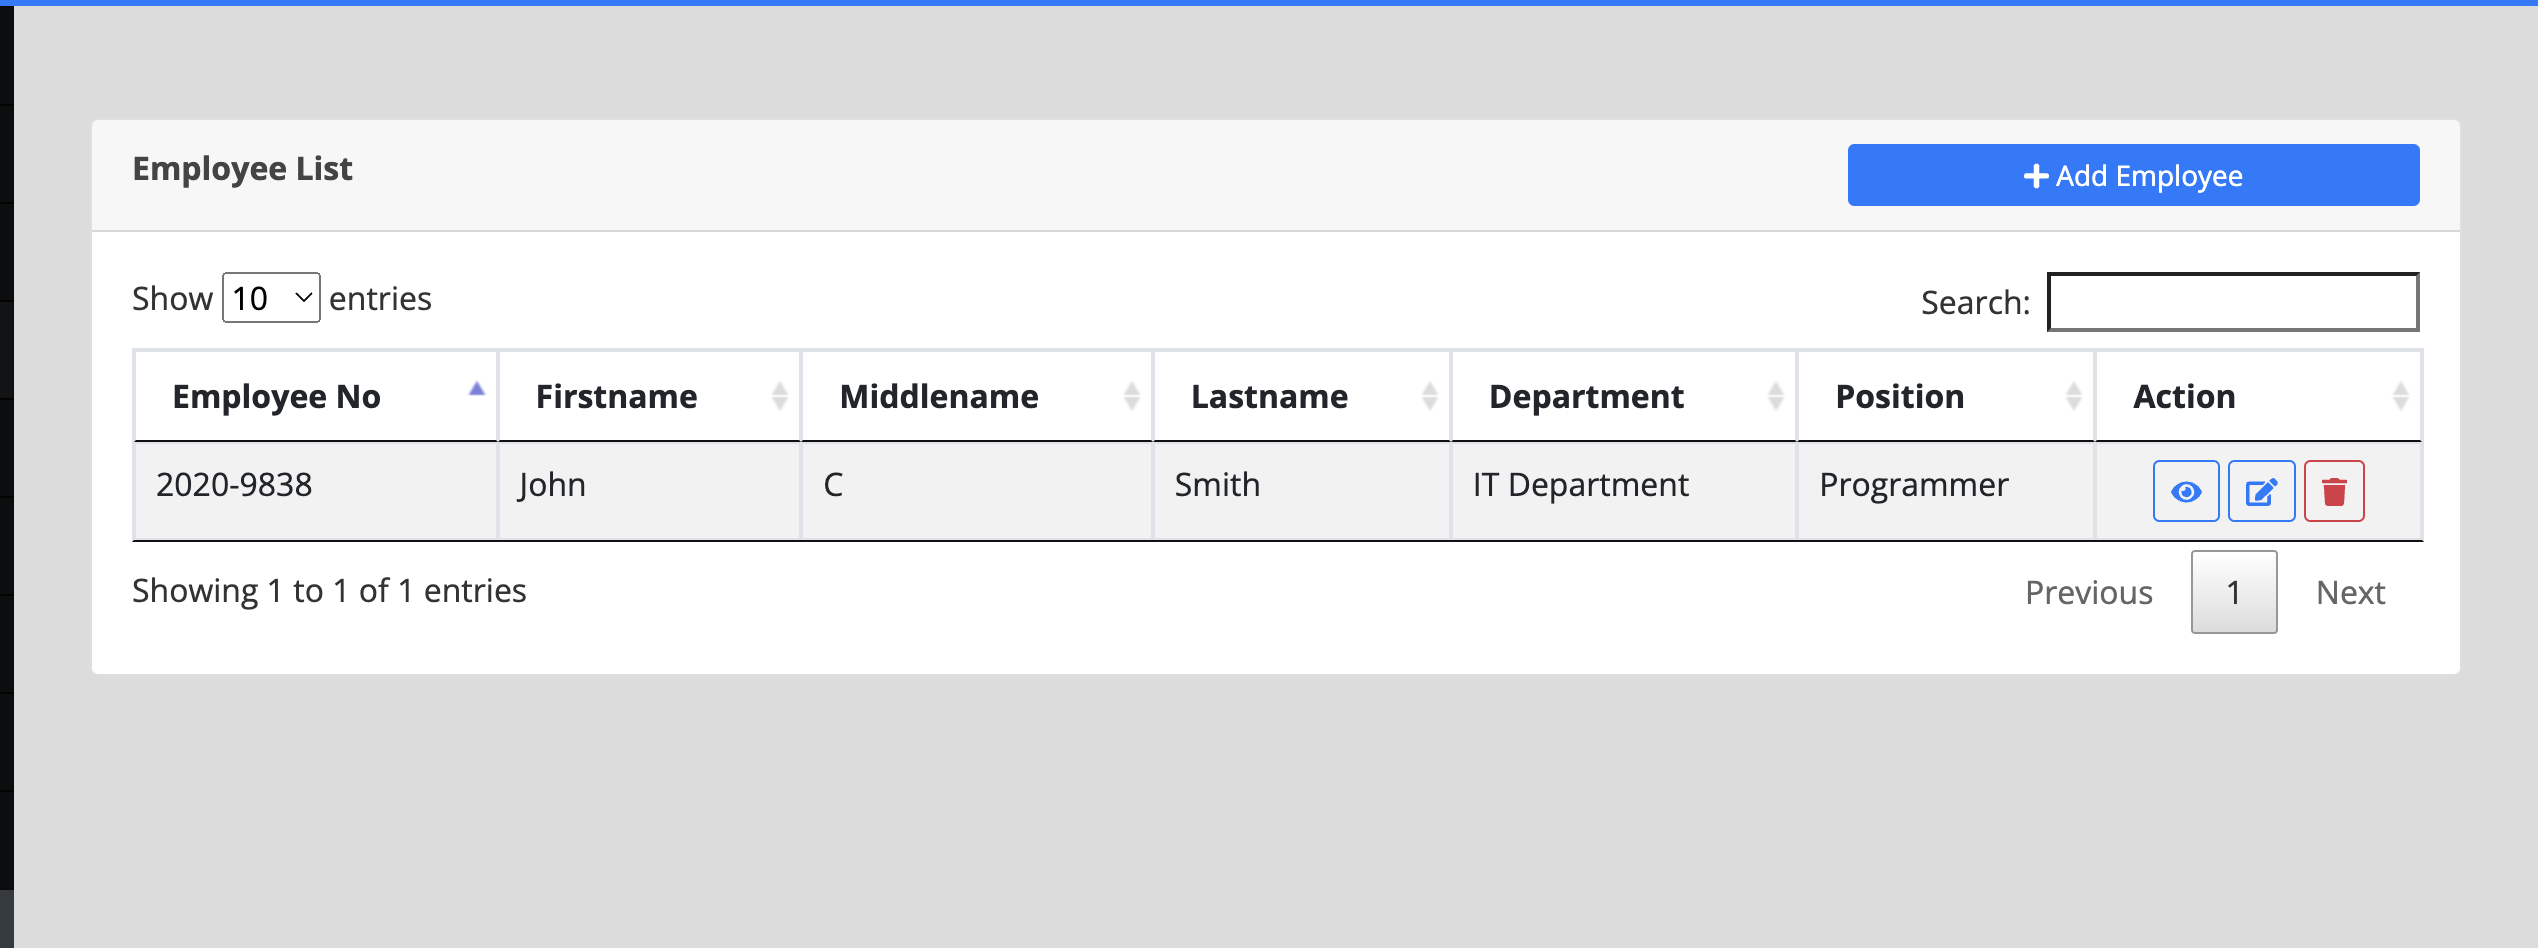 Employee List
Add Employee
Show 10 entries
Search:
Employee No Firstname Middlename Lastname Department Position Action
2020-9838 John C Smith IT Department Programmer
Showing 1 to 1 of 1 entries
Previous 1 Next